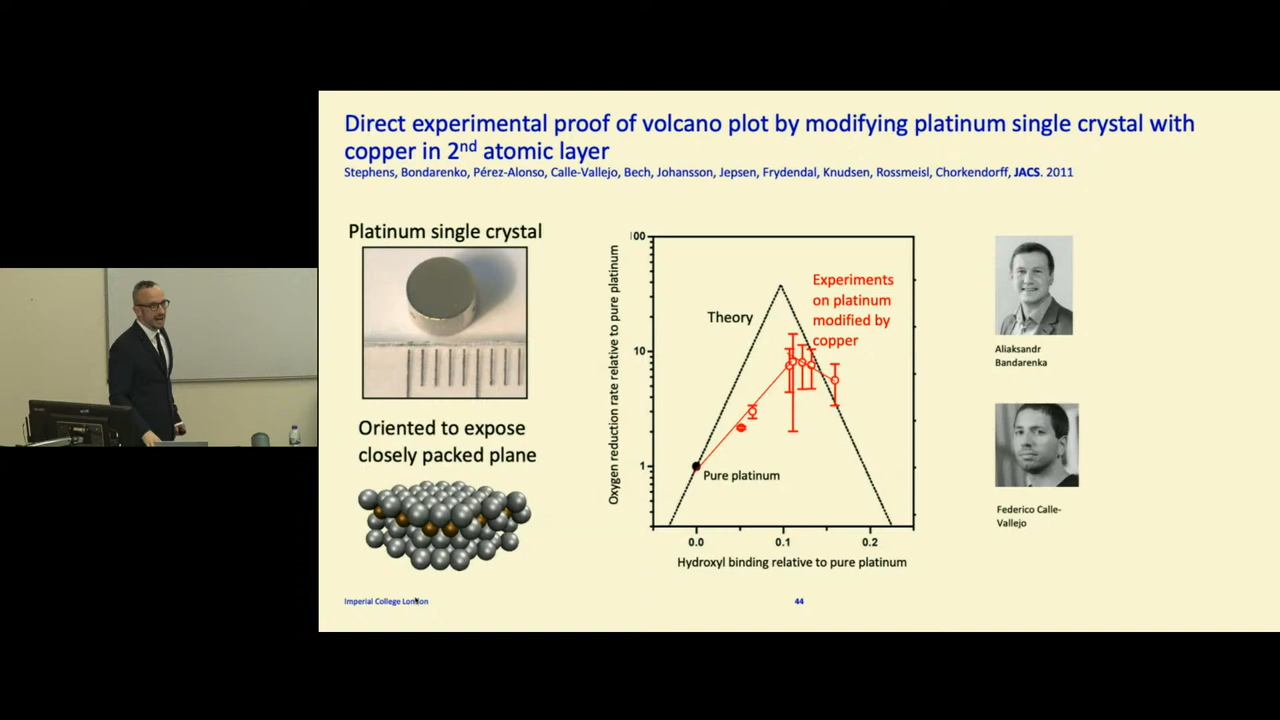 Direct experimental proof of volcano plot by modifying platinum single crystal with
copper in 2nd atomic layer
Stephens, Bondarenko, Pérez-Alonso, Calle-Vallejo, Bech, Johansson, Jepsen, Frydendal, Knudsen, Rossmeisl, Chorkendorff, JACS. 2011
Platinum single crystal
Oriented to expose
closely packed plane
Oxygen reduction rate relative to pure platinum
100
10
1
Theory
Experiments
on platinum
modified by
copper
Pure platinum
0.0
0.1
0.2
Hydroxyl binding relative to pure platinum
Aliaksandr
Bandarenka
Federico Calle-
Vallejo
Imperial College London
44